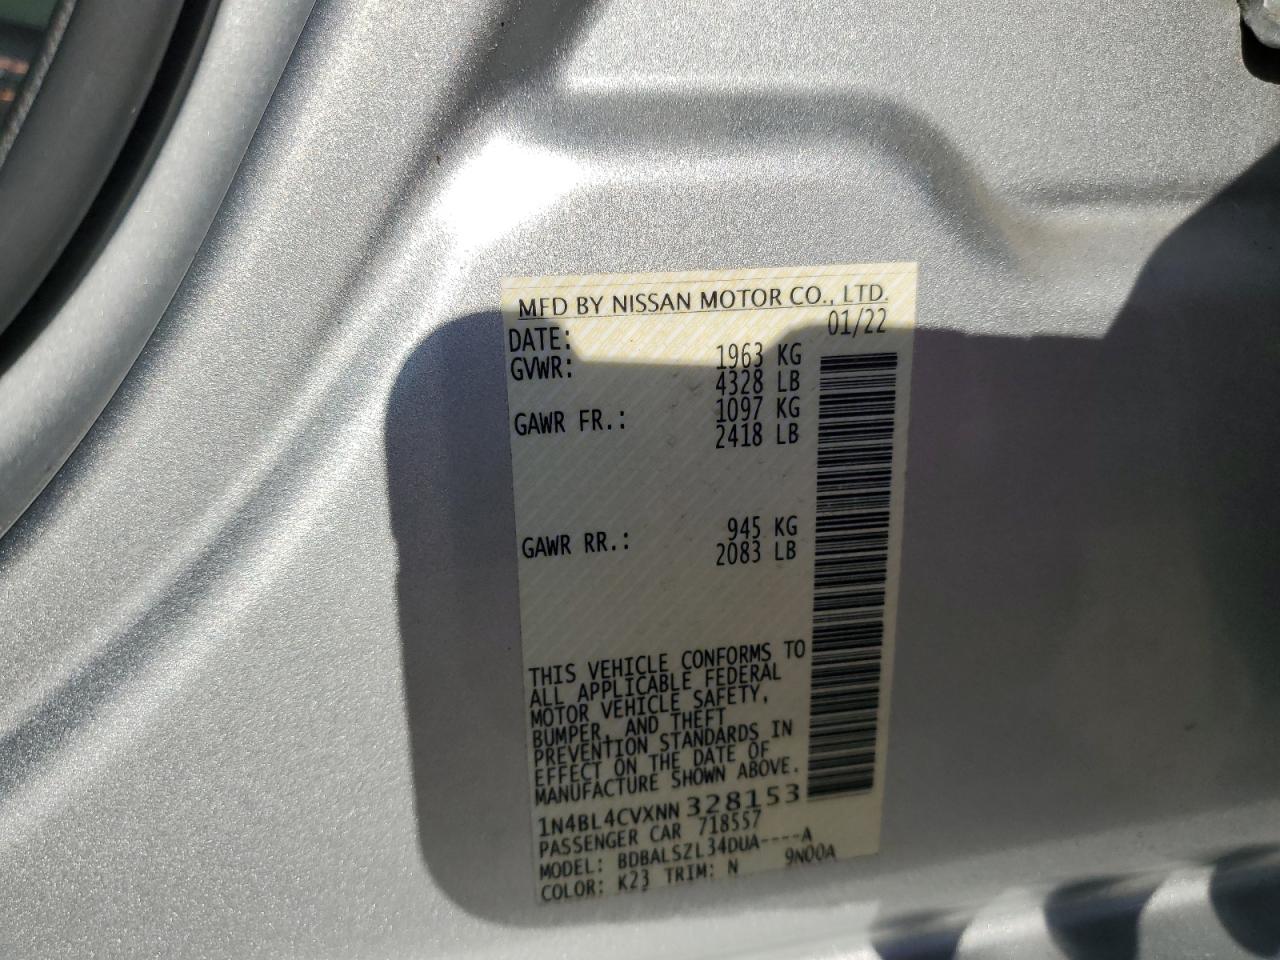 MFD BY NISSAN MOTOR CO., LTD.
DATE: 01/22
GVWR: 1963 KG
4328 LB
GAWR FR.: 1097 KG
2418 LB
GAWR RR.: 945 KG
2083 LB
THIS VEHICLE CONFORMS TO
ALL APPLICABLE FEDERAL
MOTOR VEHICLE SAFETY,
BUMPER, AND THEFT
PREVENTION STANDARDS IN
EFFECT ON THE DATE OF
MANUFACTURE SHOWN ABOVE.
1N4BL4CVXNN328153
PASSENGER CAR 718557
MODEL: BDBALSZL34DUA----A
COLOR: K23 TRIM: N 9N00A